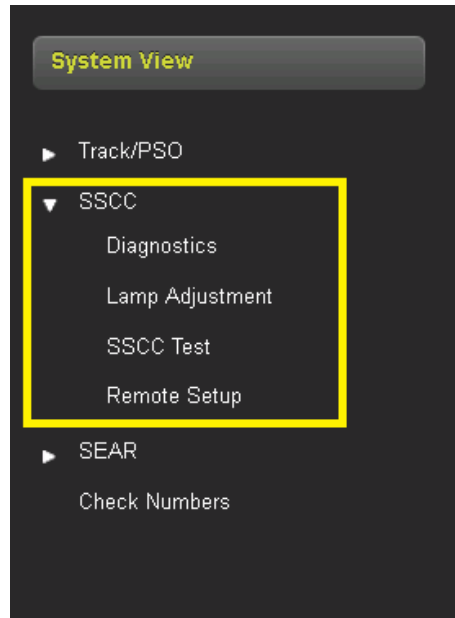 System View
Track/PSO
SSCC
Diagnostics
Lamp Adjustment
SSCC Test
Remote Setup
SEAR
Check Numbers